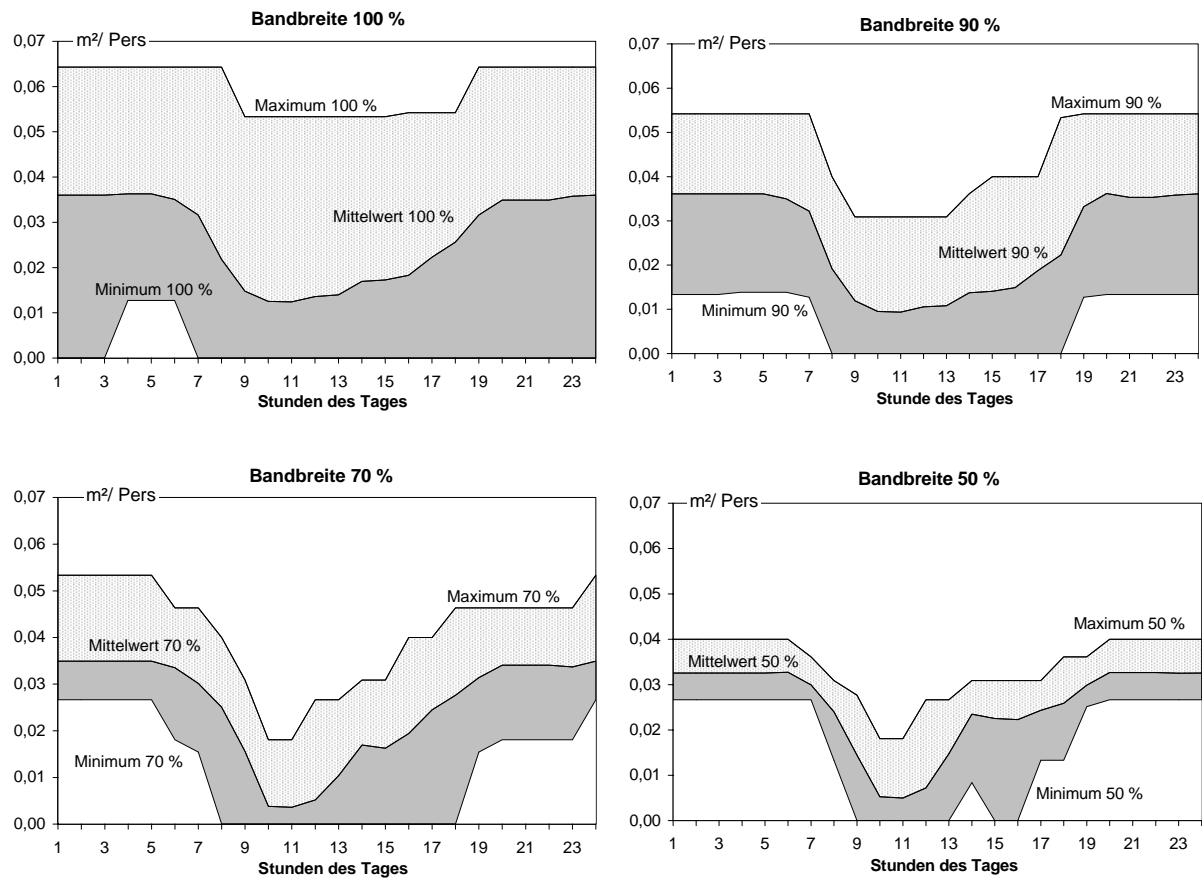 Bandbreite 100 %
m²/ Pers
0,07
0,06
0,05
0,04
0,03
0,02
0,01
0,00
Maximum 100 %
Mittelwert 100 %
Minimum 100 %
1 3 5 7 9 11 13 15 17 19 21 23
Stunden des Tages
Bandbreite 90 %
m²/ Pers
0,07
0,06
0,05
0,04
0,03
0,02
0,01
0,00
Maximum 90 %
Mittelwert 90 %
Minimum 90 %
1 3 5 7 9 11 13 15 17 19 21 23
Stunde des Tages
Bandbreite 70 %
m²/ Pers
0,07
0,06
0,05
0,04
0,03
0,02
0,01
0,00
Maximum 70 %
Mittelwert 70 %
Minimum 70 %
1 3 5 7 9 11 13 15 17 19 21 23
Stunden des Tages
Bandbreite 50 %
m²/ Pers
0,07
0,06
0,05
0,04
0,03
0,02
0,01
0,00
Maximum 50 %
Mittelwert 50 %
Minimum 50 %
1 3 5 7 9 11 13 15 17 19 21 23
Stunden des Tages